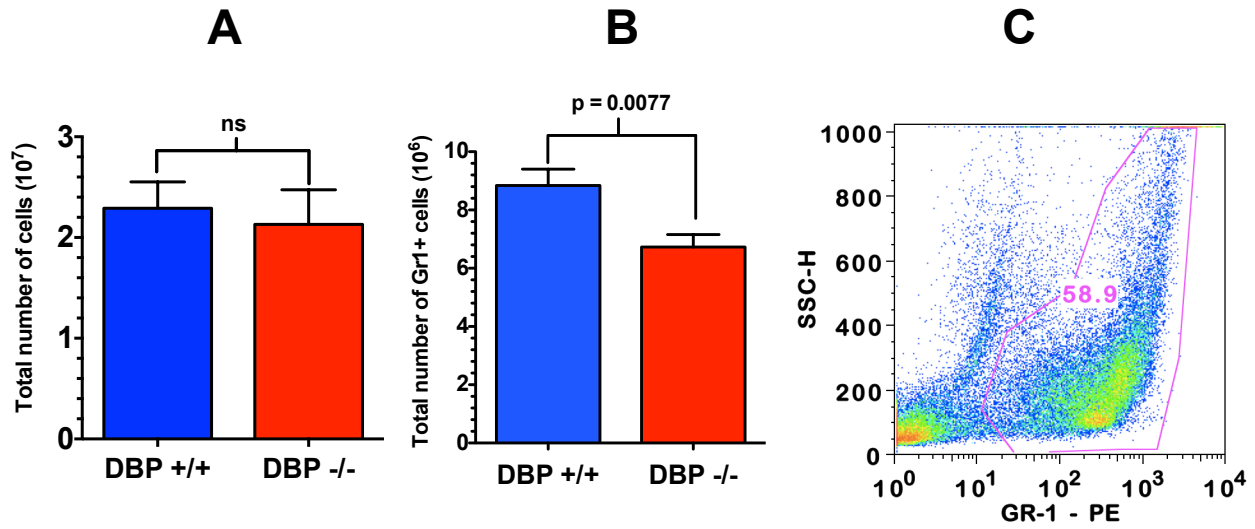 A
B
C
ns
Total number of cells (10⁷)
3
2
1
0
DBP +/+
DBP -/-
p = 0.0077
Total number of Gr1+ cells (10⁶)
10
8
6
4
2
0
DBP +/+
DBP -/-
SSC-H
1000
800
600
400
200
0
58.9
10⁰ 10¹ 10² 10³ 10⁴
GR-1 - PE